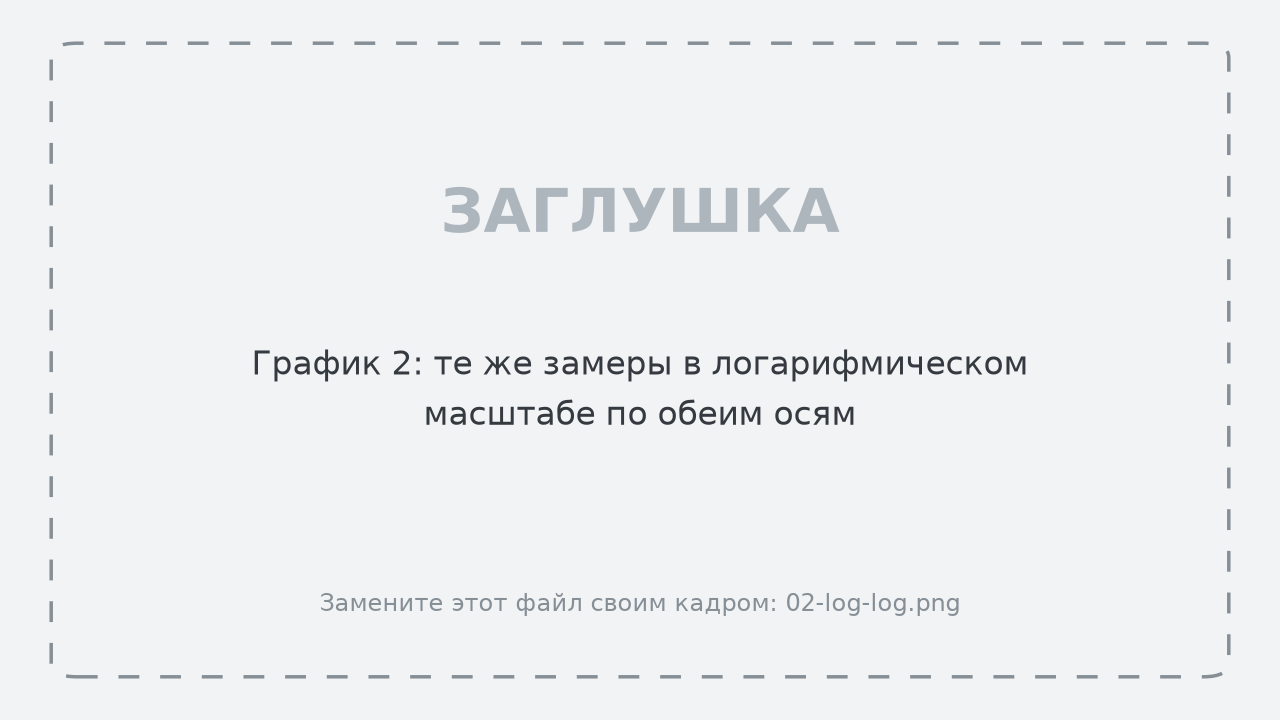 ЗАГЛУШКА
График 2: те же замеры в логарифмическом
масштабе по обеим осям
Замените этот файл своим кадром: 02-log-log.png